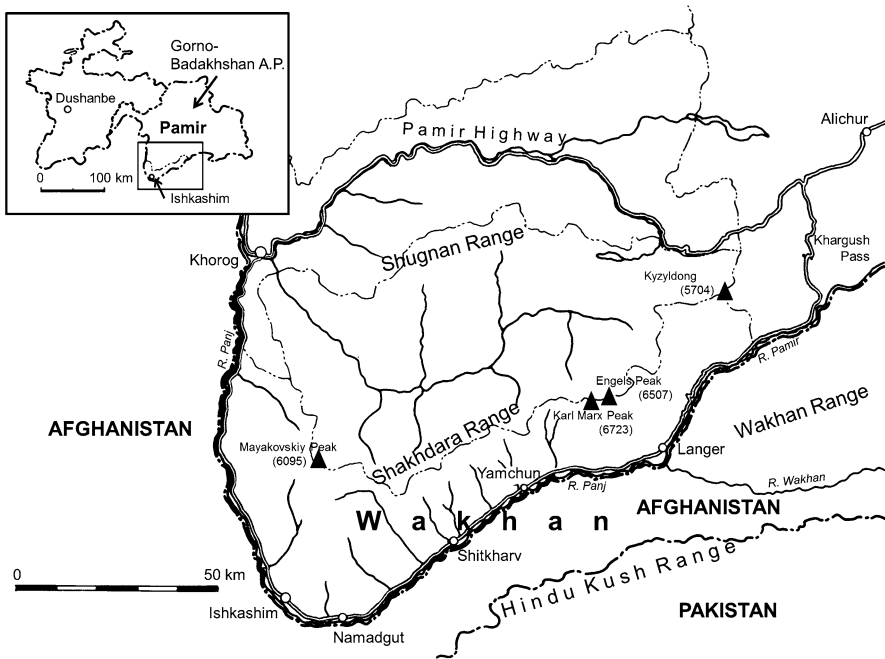 Gorno-
Badakhshan A.P.
Dushanbe
Pamir
0 100 km
Ishkashim
Pamir Highway
Alichur
Khorog
Shugnan Range
Khargush
Pass
Kyzyldong
(5704)
R. Panj
R. Pamir
Engels Peak
(6507)
Karl Marx Peak
(6723)
AFGHANISTAN
Mayakovskiy Peak
(6095)
Shakhdara Range
Wakhan Range
Langer
Yamchun
R. Panj
R. Wakhan
Wakhan
AFGHANISTAN
Shitkharv
Hindu Kush Range
0 50 km
Ishkashim
Namadgut
PAKISTAN